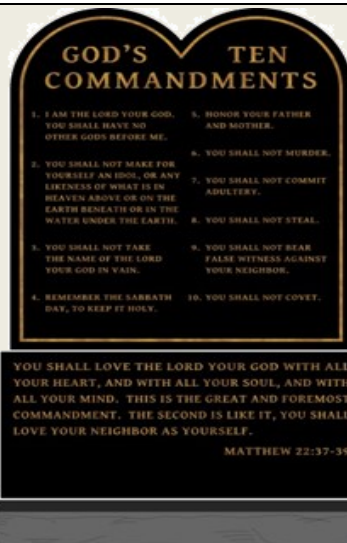 GOD'S TEN
COMMANDMENTS
1. I AM THE LORD YOUR GOD.
YOU SHALL HAVE NO
OTHER GODS BEFORE ME.
2. YOU SHALL NOT MAKE FOR
YOURSELF AN IDOL, OR ANY
LIKENESS OF WHAT IS IN
HEAVEN ABOVE OR ON THE
EARTH BENEATH OR IN THE
WATER UNDER THE EARTH.
3. YOU SHALL NOT TAKE
THE NAME OF THE LORD
YOUR GOD IN VAIN.
4. REMEMBER THE SABBATH
DAY, TO KEEP IT HOLY.
5. HONOR YOUR FATHER
AND MOTHER.
6. YOU SHALL NOT MURDER.
7. YOU SHALL NOT COMMIT
ADULTERY.
8. YOU SHALL NOT STEAL.
9. YOU SHALL NOT BEAR
FALSE WITNESS AGAINST
YOUR NEIGHBOR.
10. YOU SHALL NOT COVET.
YOU SHALL LOVE THE LORD YOUR GOD WITH ALL
YOUR HEART, AND WITH ALL YOUR SOUL, AND WITH
ALL YOUR MIND. THIS IS THE GREAT AND FOREMOST
COMMANDMENT. THE SECOND IS LIKE IT, YOU SHALL
LOVE YOUR NEIGHBOR AS YOURSELF.
MATTHEW 22:37-39